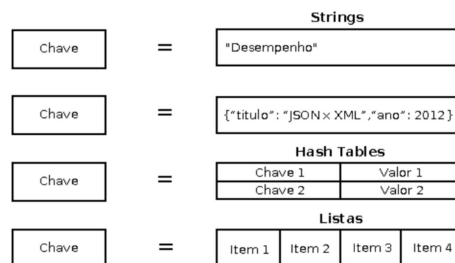 Strings
Chave = "Desempenho"
Chave = {"titulo": "JSON× XML","ano": 2012}
Hash Tables
Chave 1 Valor 1
Chave = Chave 2 Valor 2
Listas
Chave = Item 1 Item 2 Item 3 Item 4